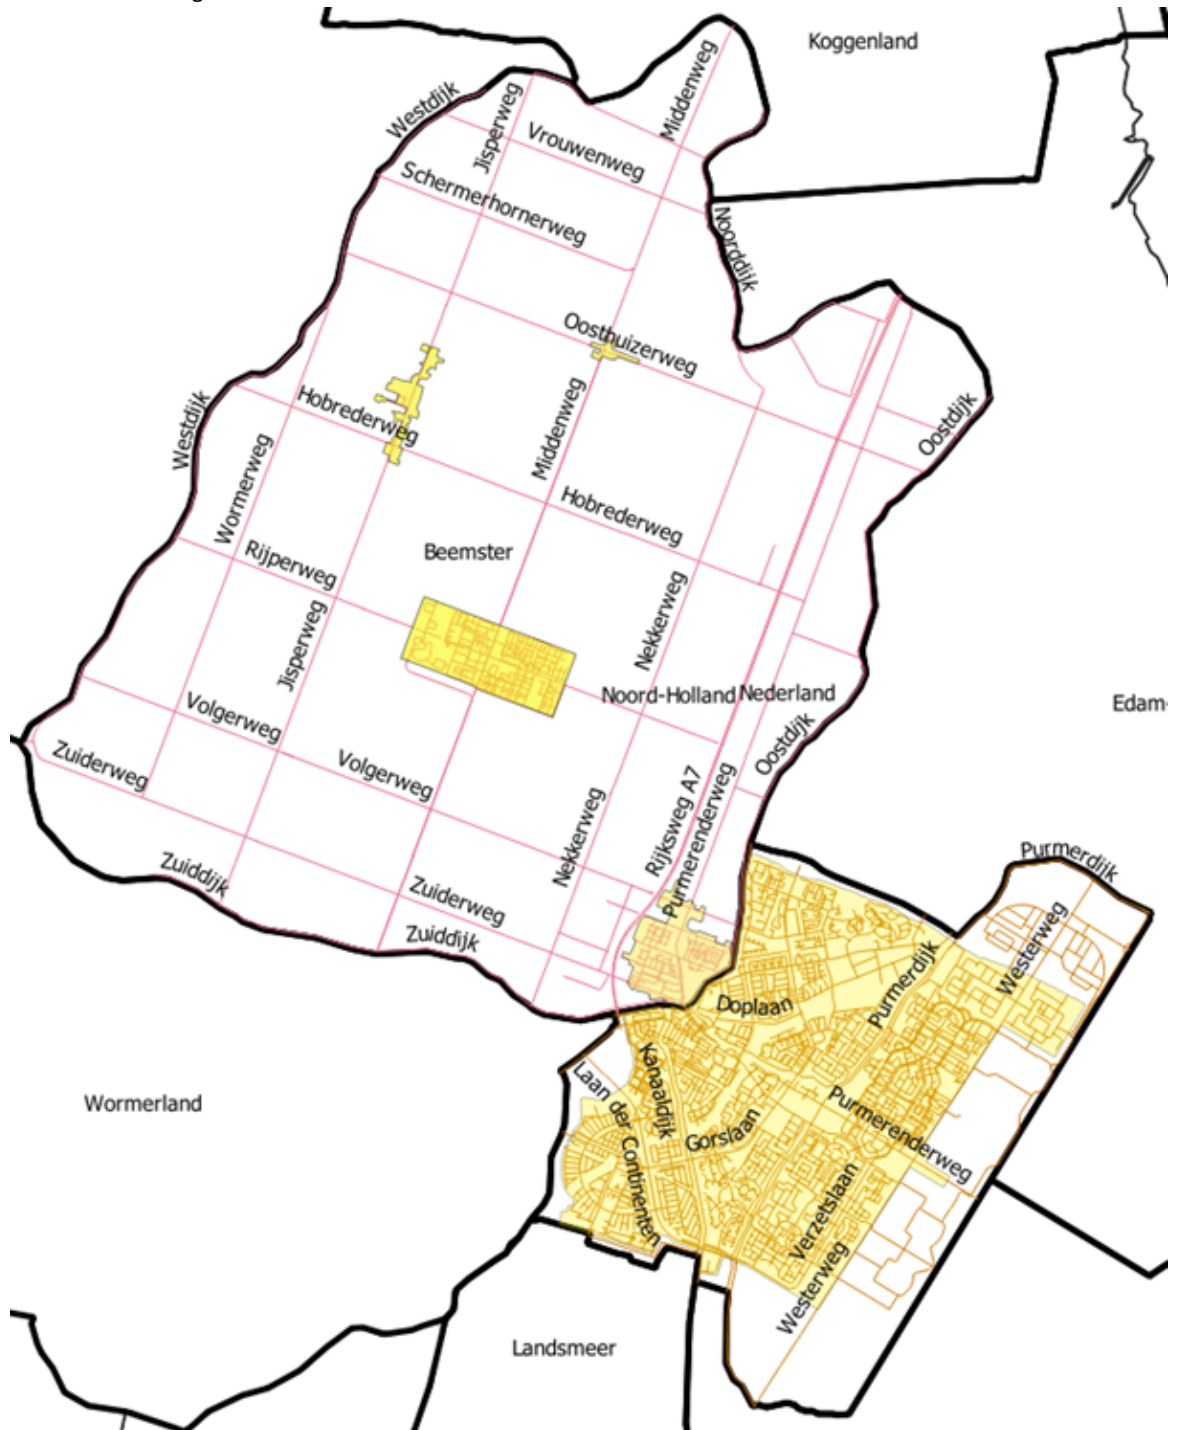 Koggenland
Middenweg
Westdijk
Jisperweg
Vrouwenweg
Schermerhornerweg
Noorddijk
Oosthuizerweg
Westdijk
Hobrederweg
Middenweg
Oostdijk
Wormerweg
Hobrederweg
Rijperweg
Beemster
Jisperweg
Nekkerweg
Noord-Holland
Nederland
Edam-
Volgerweg
Oostdijk
Zuiderweg
Volgerweg
Nekkerweg
Rijksweg A7
Purmerenderweg
Zuiddijk
Zuiderweg
Zuiddijk
Purmerdijk
Westerweg
Purmerdijk
Doplaan
Kanaaldijk
Laan der Continenten
Gorslaan
Purmerenderweg
Wormerland
Verzetslaan
Westerweg
Landsmeer